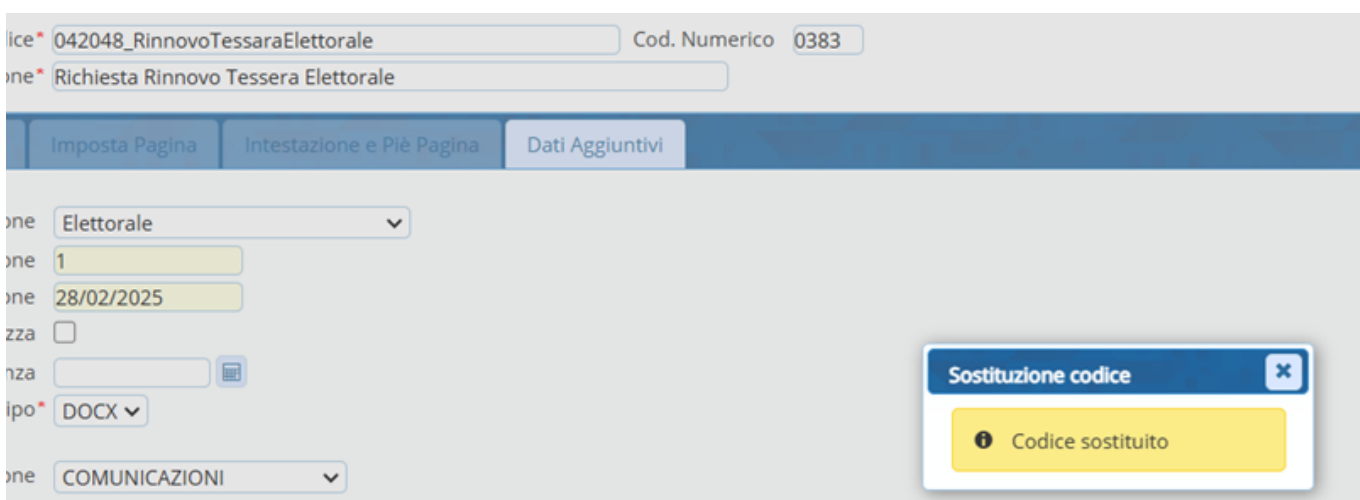 ice* 042048_RinnovoTessaraElettorale Cod. Numerico 0383
one* Richiesta Rinnovo Tessera Elettorale
Imposta Pagina Intestazione e Piè Pagina Dati Aggiuntivi
one Elettorale
one 1
one 28/02/2025
zza
nza
ipo* DOCX
one COMUNICAZIONI
Sostituzione codice
Codice sostituito